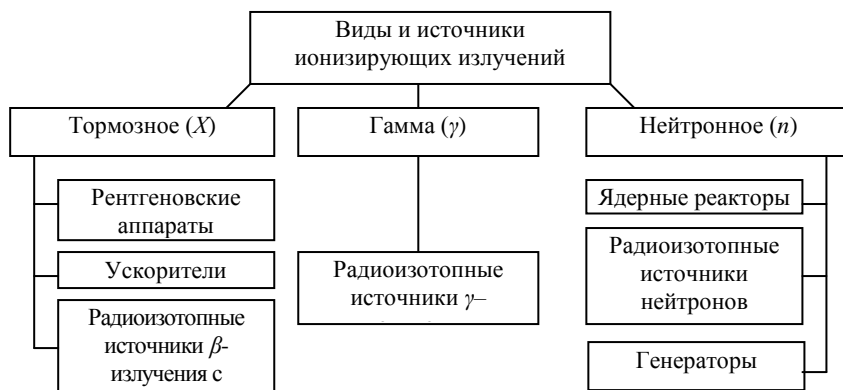 Виды и источники
ионизирующих излучений
Тормозное (X)
Гамма (γ)
Нейтронное (n)
Рентгеновские
аппараты
Ускорители
Радиоизотопные
источники β-
излучения с
Радиоизотопные
источники γ–
Ядерные реакторы
Радиоизотопные
источники
нейтронов
Генераторы